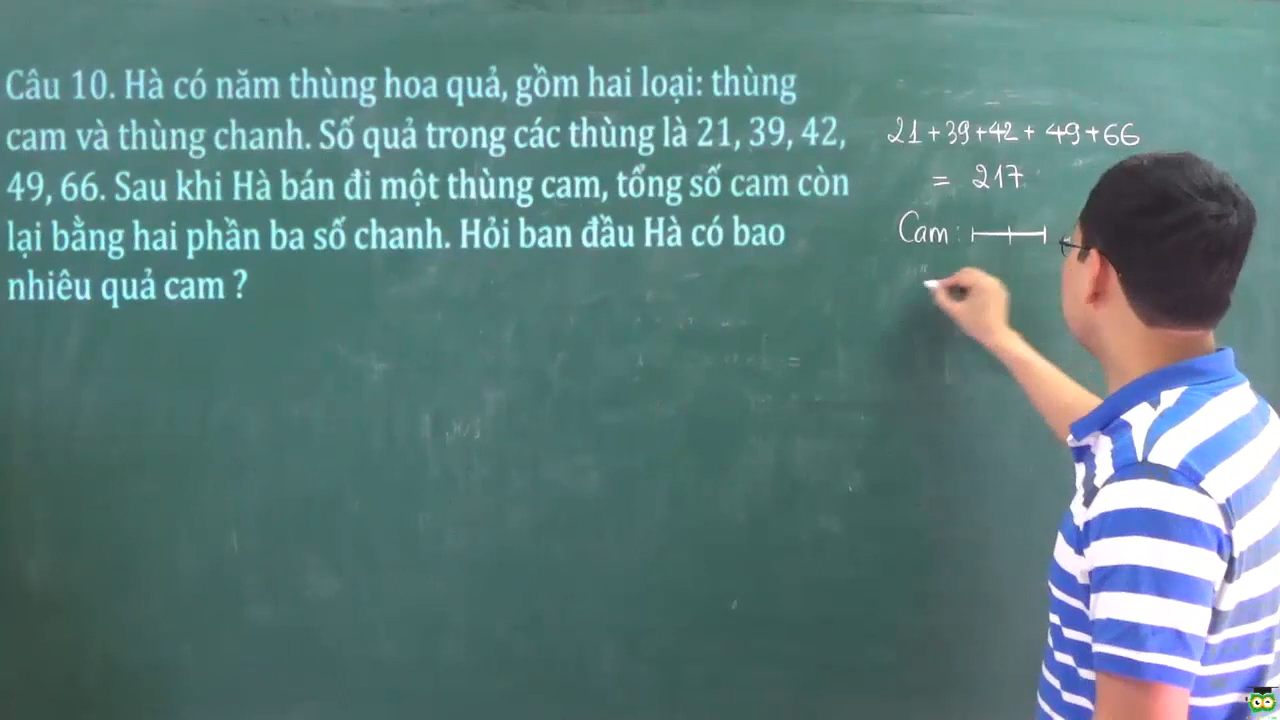 Câu 10. Hà có năm thùng hoa quả, gồm hai loại: thùng
cam và thùng chanh. Số quả trong các thùng là 21, 39, 42,
49, 66. Sau khi Hà bán đi một thùng cam, tổng số cam còn
lại bằng hai phần ba số chanh. Hỏi ban đầu Hà có bao
nhiêu quả cam ?
21+39+42+ 49+66
= 217
Cam: